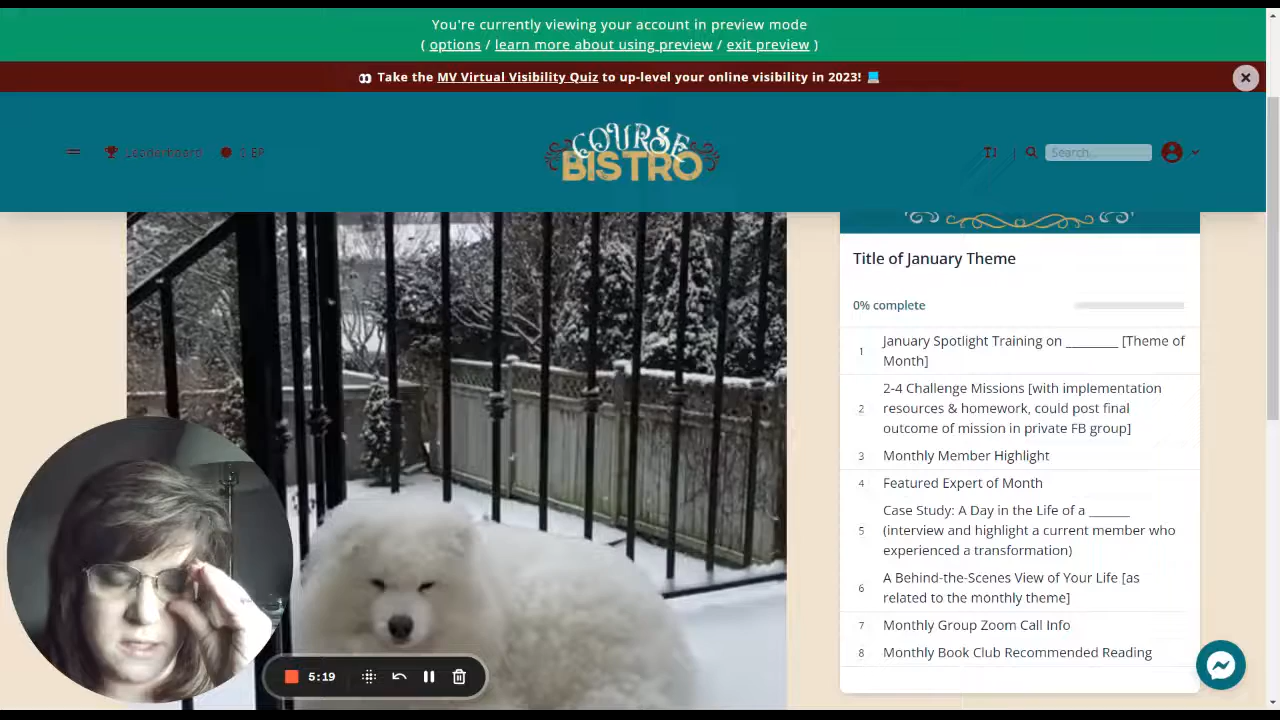 You're currently viewing your account in preview mode
( options / learn more about using preview / exit preview )
👀 Take the MV Virtual Visibility Quiz to up-level your online visibility in 2023! 💻
Leaderboard
COURSE
BISTRO
Search...
Title of January Theme
0% complete
1 January Spotlight Training on _________ [Theme of
Month]
2-4 Challenge Missions [with implementation
2 resources & homework, could post final
outcome of mission in private FB group]
3 Monthly Member Highlight
4 Featured Expert of Month
Case Study: A Day in the Life of a _______
5 (interview and highlight a current member who
experienced a transformation)
6 A Behind-the-Scenes View of Your Life [as
related to the monthly theme]
7 Monthly Group Zoom Call Info
8 Monthly Book Club Recommended Reading
5:19